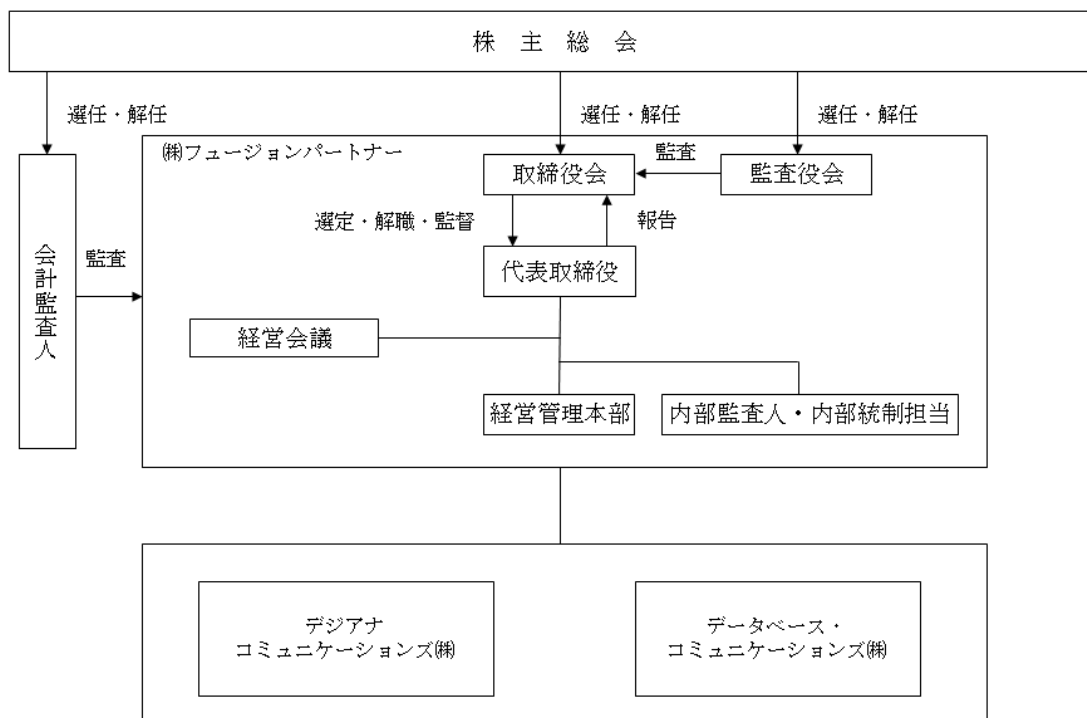 株 主 総 会
選任・解任
選任・解任
選任・解任
㈱フュージョンパートナー
取締役会
監査
監査役会
選定・解職・監督
報告
会計監査人
監査
代表取締役
経営会議
経営管理本部
内部監査人・内部統制担当
デジアナ
コミュニケーションズ㈱
データベース・
コミュニケーションズ㈱